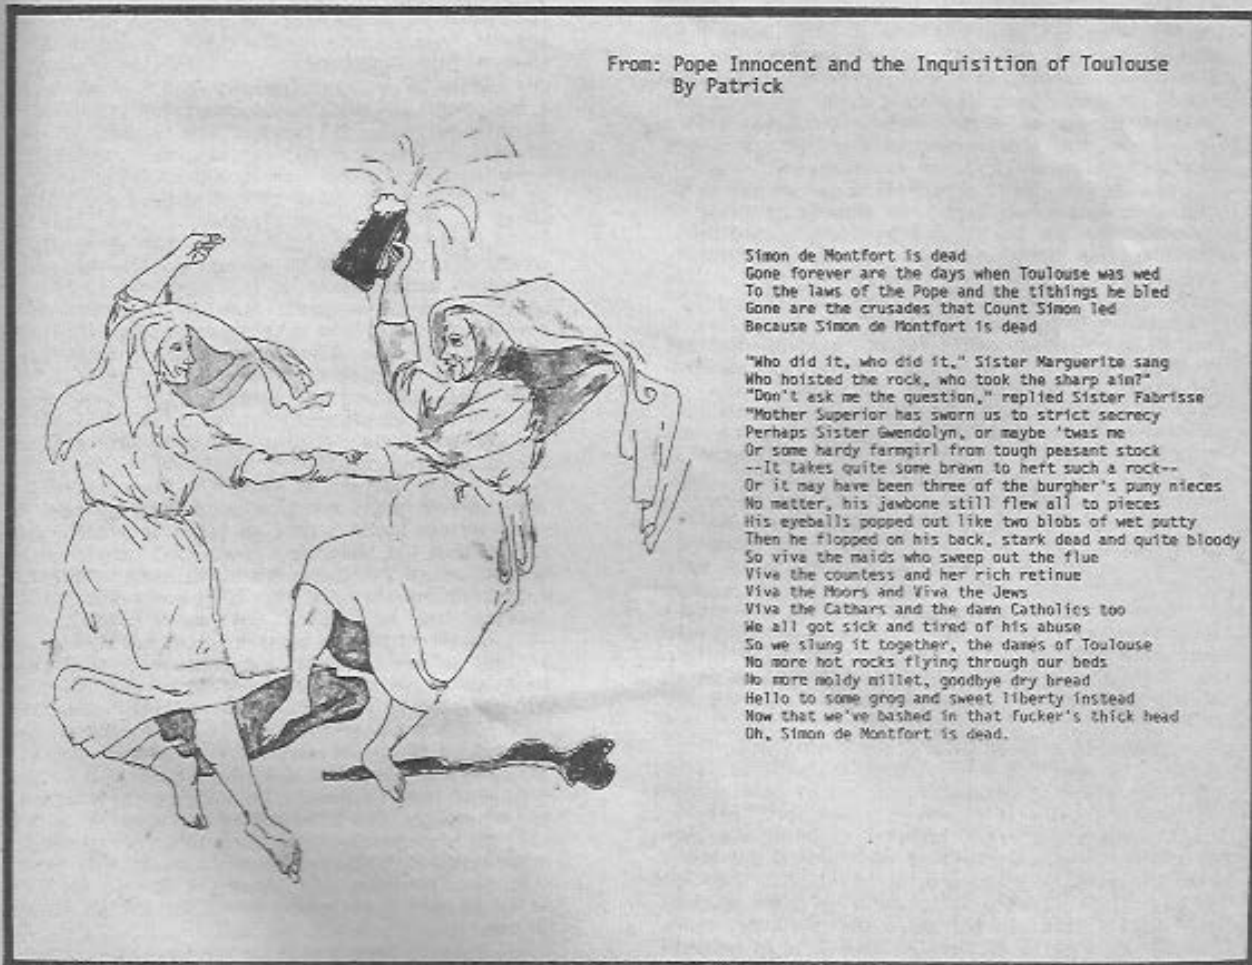 From: Pope Innocent and the Inquisition of Toulouse
By Patrick
Simon de Montfort is dead
Gone forever are the days when Toulouse was wed
To the laws of the Pope and the tithings he bled
Gone are the crusades that Count Simon led
Because Simon de Montfort is dead
"Who did it, who did it," Sister Marguerite sang
Who hoisted the rock, who took the sharp aim?"
"Don't ask me the question," replied Sister Fabrisse
"Mother Superior has sworn us to strict secrecy
Perhaps Sister Gwendolyn, or maybe 'twas me
Or some hardy farmgirl from tough peasant stock
--It takes quite some brawn to heft such a rock--
Or it may have been three of the burgher's puny nieces
No matter, his jawbone still flew all to pieces
His eyeballs popped out like two blobs of wet putty
Then he flopped on his back, stark dead and quite bloody
So viva the maids who sweep out the flue
Viva the countess and her rich retinue
Viva the Moors and Viva the Jews
Viva the Cathars and the damn Catholics too
We all got sick and tired of his abuse
So we slung it together, the dames of Toulouse
No more hot rocks flying through our beds
No more moldy millet, goodbye dry bread
Hello to some grog and sweet liberty instead
Now that we've bashed in that fucker's thick head
Oh, Simon de Montfort is dead.